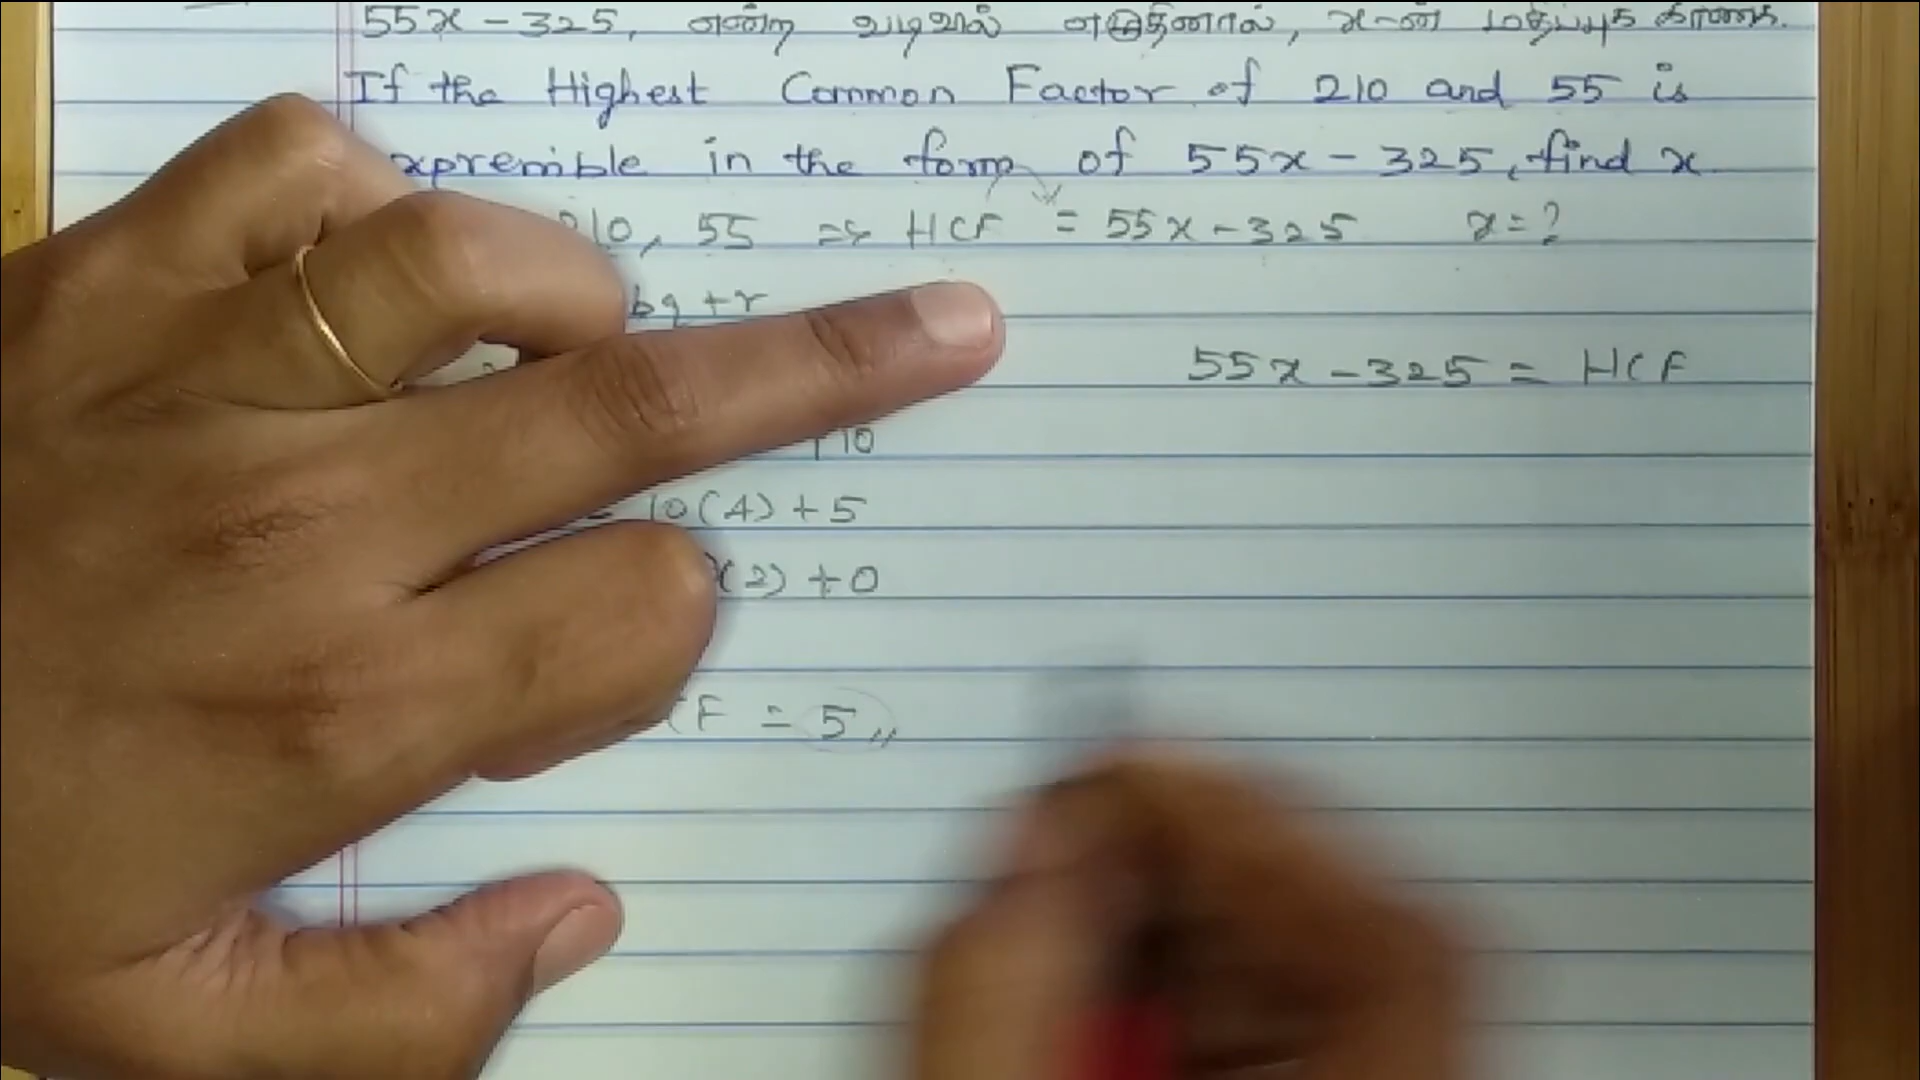 55x - 325, என்ற வடிவில் எழுதினால், x-ன் மதிப்புக் காண்க.
If the Highest Common Factor of 210 and 55 is
xpressible in the form of 55x - 325, find x
210, 55 => HCF = 55x - 325 x = ?
bq + r
55x - 325 = HCF
+ 10
= 10(4) + 5
(2) + 0
CF = 5,,